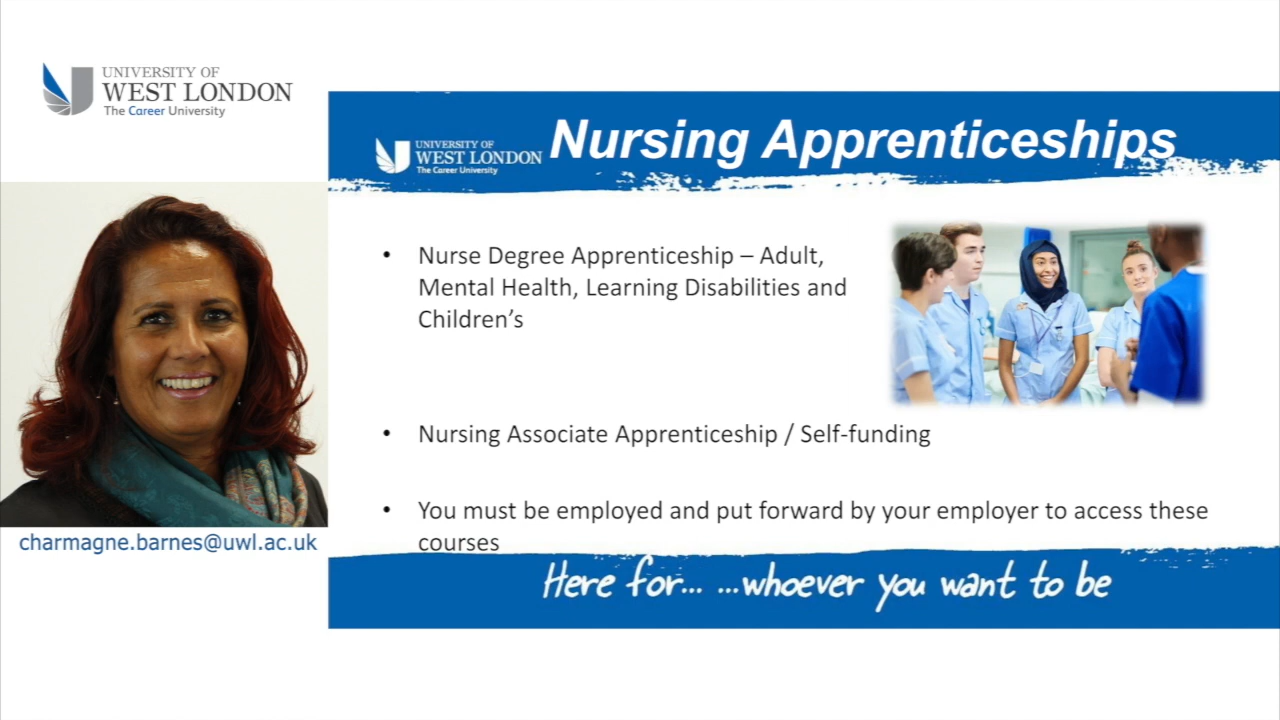 UNIVERSITY OF
WEST LONDON
The Career University
UNIVERSITY OF
WEST LONDON
The Career University
Nursing Apprenticeships
• Nurse Degree Apprenticeship – Adult,
Mental Health, Learning Disabilities and
Children’s
• Nursing Associate Apprenticeship / Self-funding
• You must be employed and put forward by your employer to access these
courses
charmagne.barnes@uwl.ac.uk
Here for... ...whoever you want to be